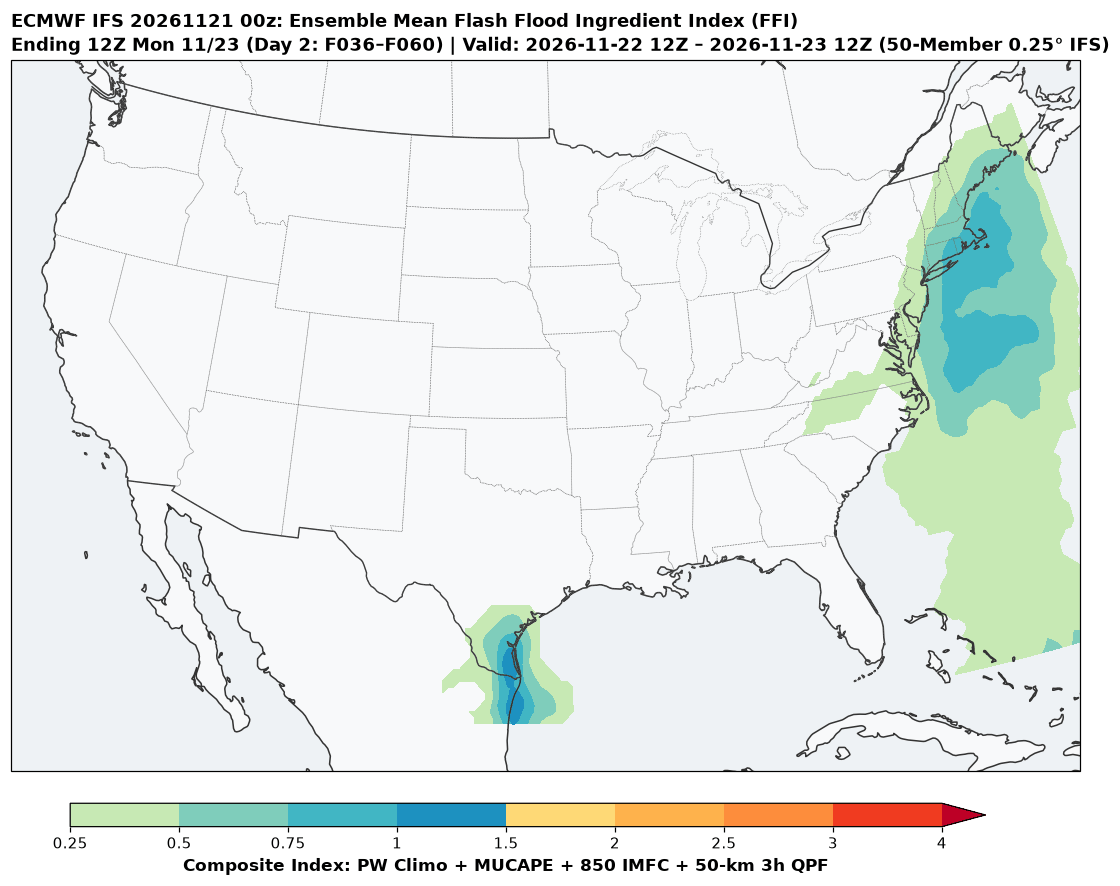 ECMWF IFS 20261121 00z: Ensemble Mean Flash Flood Ingredient Index (FFI)
Ending 12Z Mon 11/23 (Day 2: F036–F060) | Valid: 2026-11-22 12Z – 2026-11-23 12Z (50-Member 0.25° IFS)
0.25 0.5 0.75 1 1.5 2 2.5 3 4
Composite Index: PW Climo + MUCAPE + 850 IMFC + 50-km 3h QPF